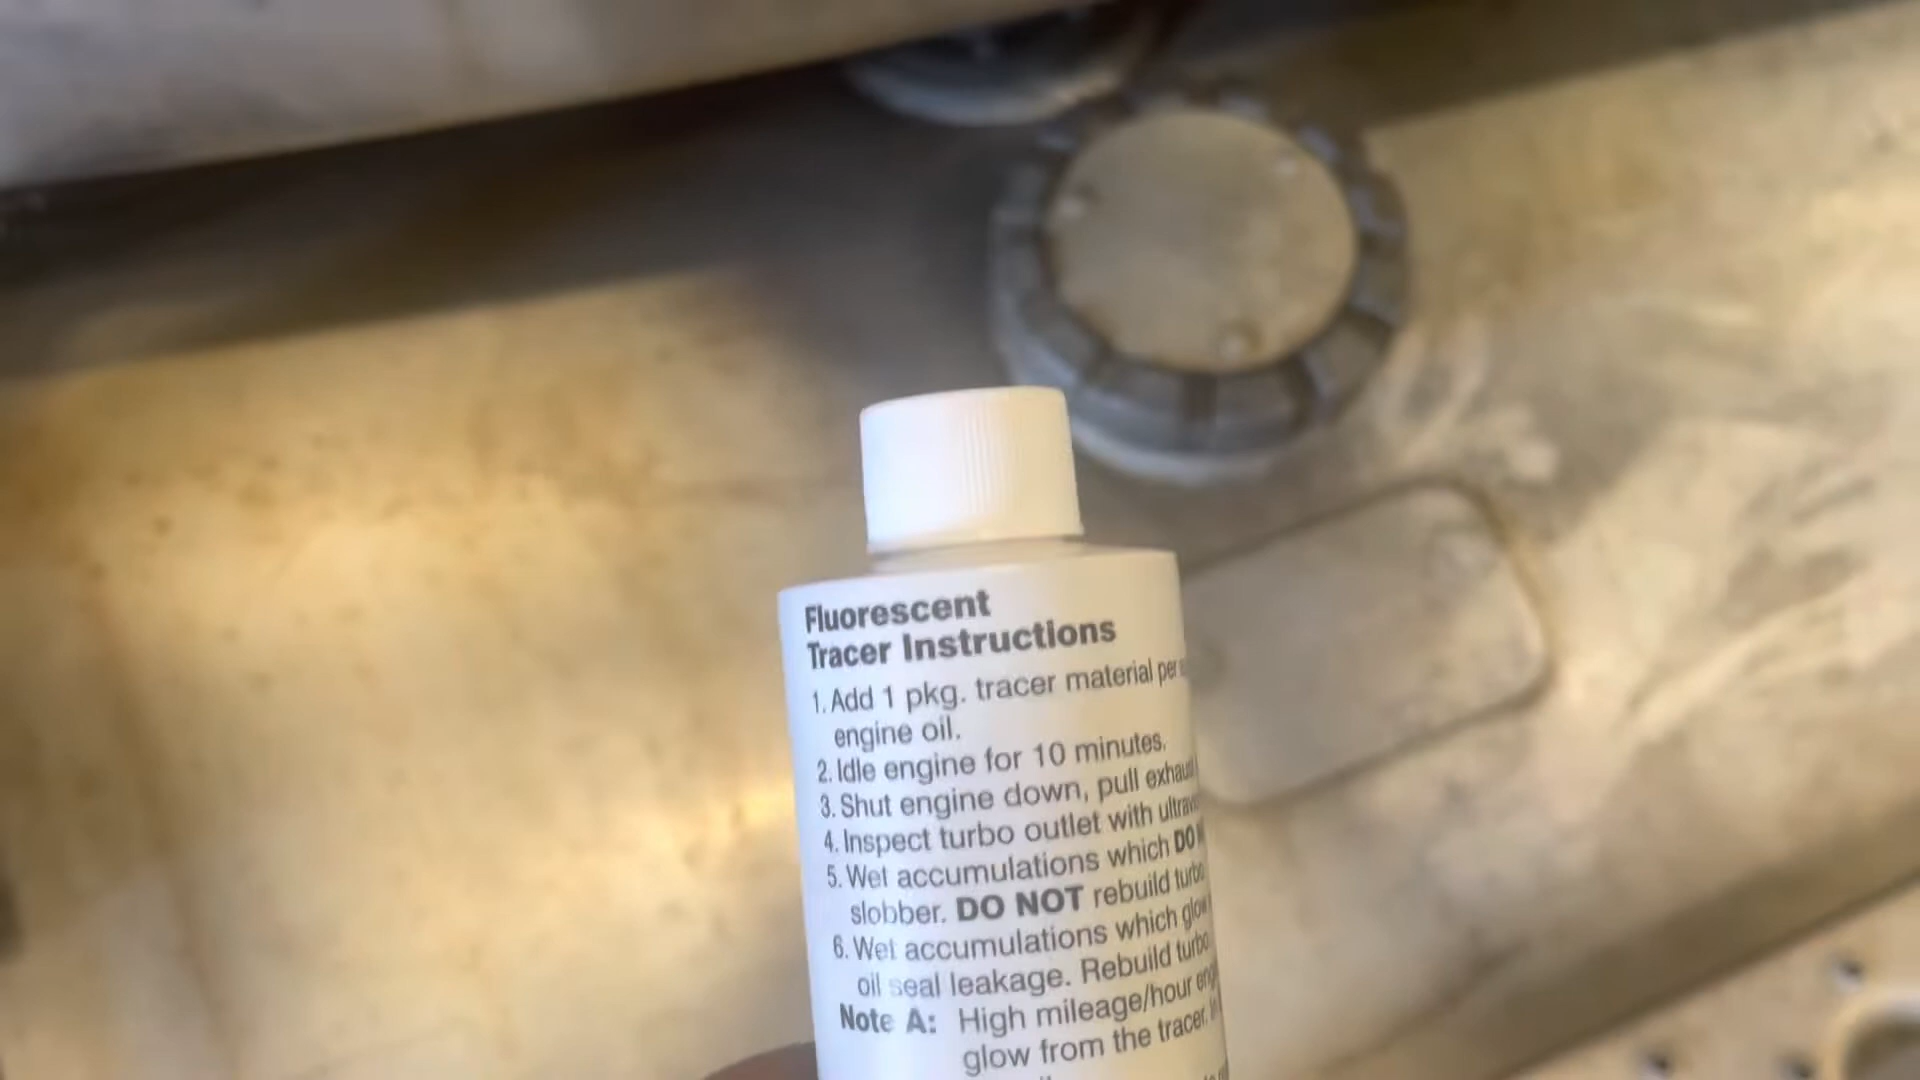 Fluorescent
Tracer Instructions
1. Add 1 pkg. tracer material per
engine oil.
2. Idle engine for 10 minutes.
3. Shut engine down, pull exhaust
4. Inspect turbo outlet with
5. Wet accumulations which DO
slobber. DO NOT rebuild turbo
6. Wet accumulations which glow
oil seal leakage. Rebuild turbo
Note A: High mileage/hour
glow from the tracer.